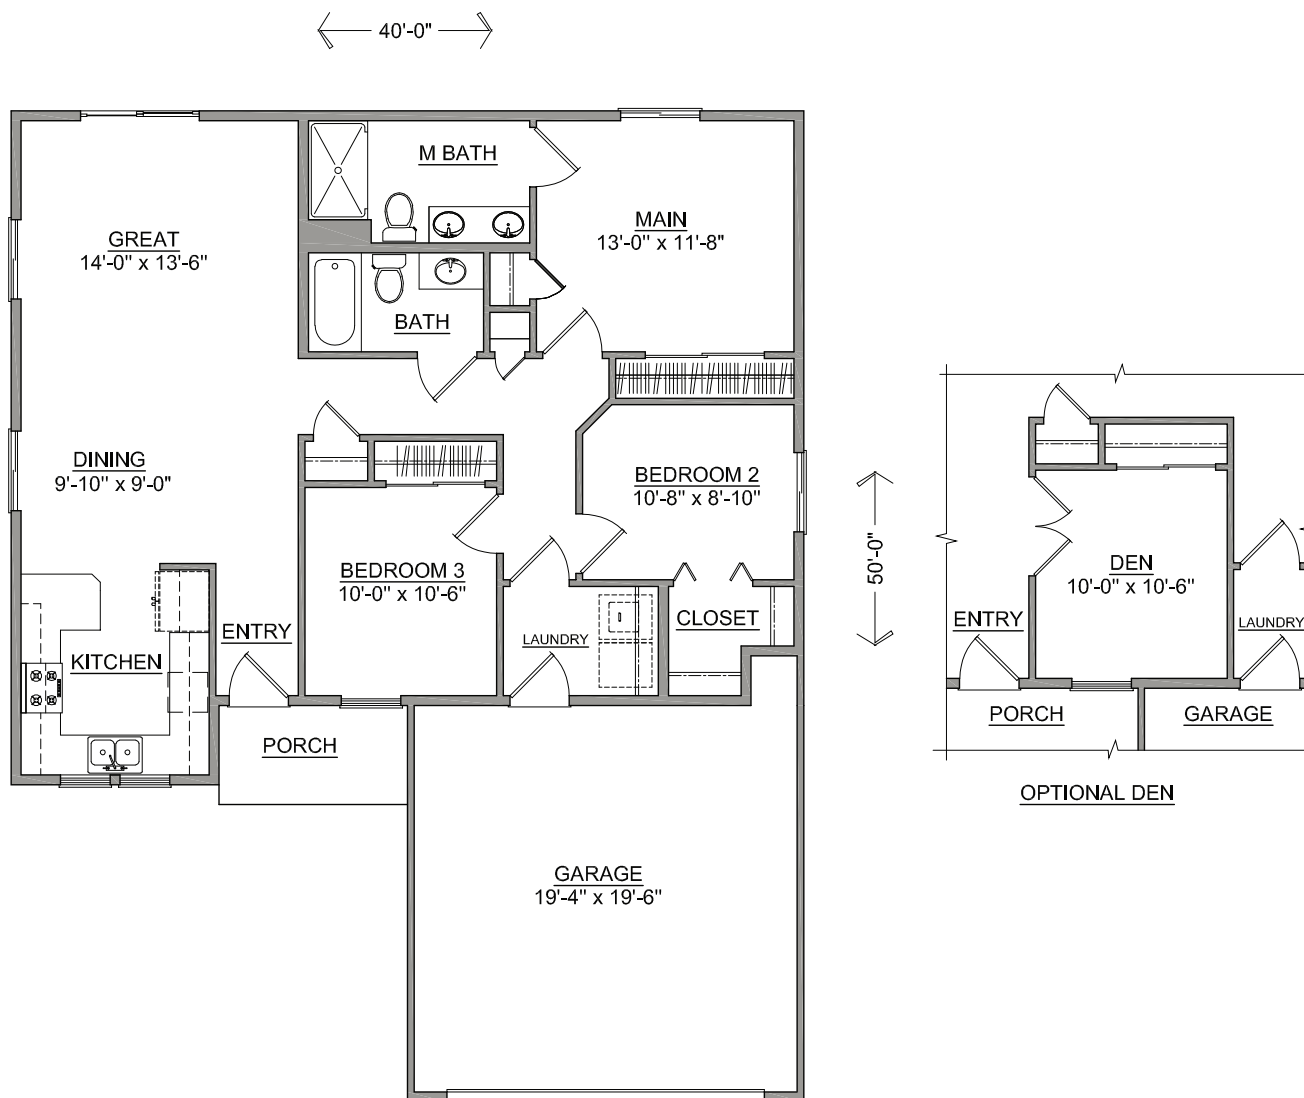 40'-0"
M BATH
MAIN
13'-0" x 11'-8"
GREAT
14'-0" x 13'-6"
BATH
DINING
9'-10" x 9'-0"
BEDROOM 2
10'-8" x 8'-10"
50'-0"
BEDROOM 3
10'-0" x 10'-6"
ENTRY
LAUNDRY
CLOSET
KITCHEN
PORCH
GARAGE
19'-4" x 19'-6"
DEN
10'-0" x 10'-6"
ENTRY
LAUNDRY
PORCH
GARAGE
OPTIONAL DEN